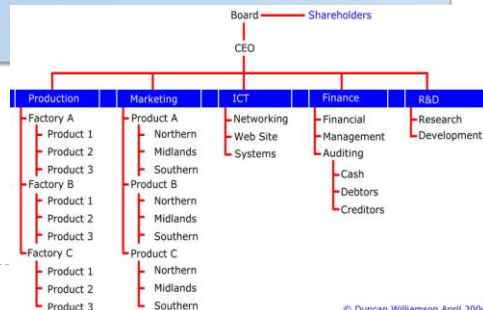 Board Shareholders
CEO
Production Marketing ICT Finance R&D
Factory A Product A Networking Financial Research
Product 1 Northern Web Site Management Development
Product 2 Midlands Systems Auditing
Product 3 Southern Cash
Factory B Product B Debtors
Product 1 Northern Creditors
Product 2 Midlands
Product 3 Southern
Factory C Product C
Product 1 Northern
Product 2 Midlands
Product 3 Southern
© Duncan Williamson April 2004